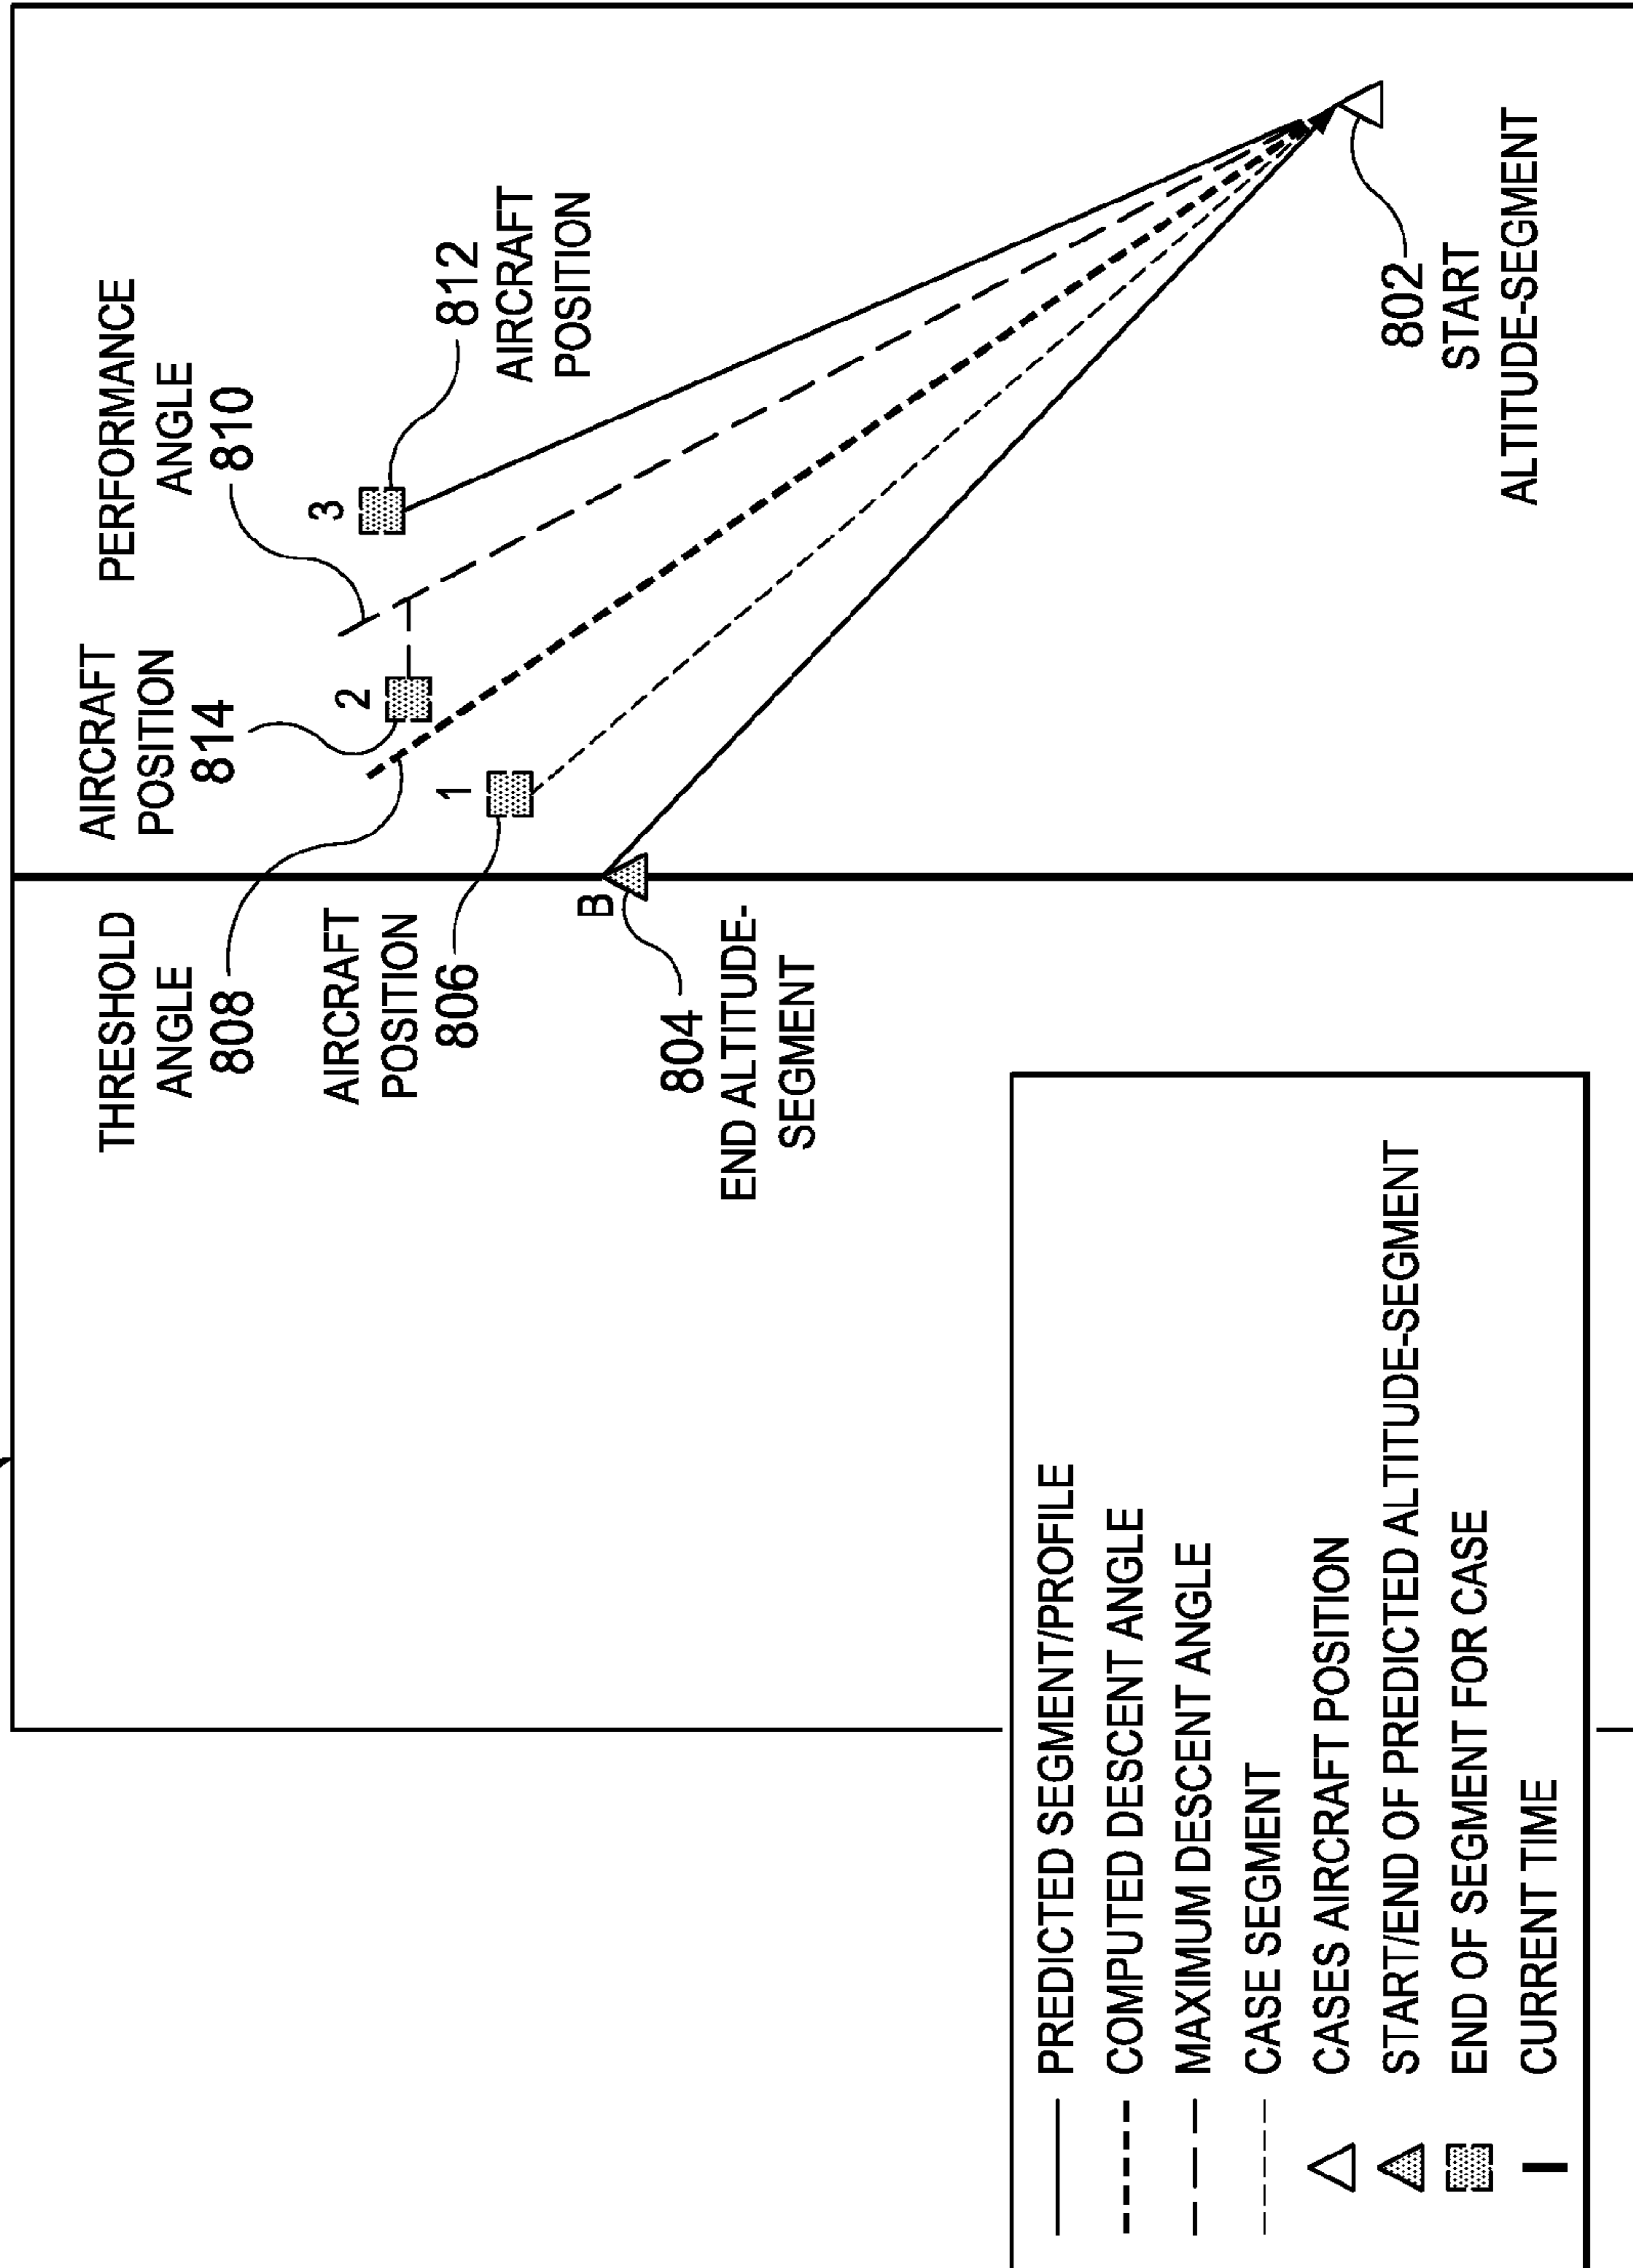 THRESHOLD
ANGLE
808
AIRCRAFT
POSITION
814
PERFORMANCE
ANGLE
810
AIRCRAFT
POSITION
806
1
2
3
812
AIRCRAFT
POSITION
B
804
END ALTITUDE-
SEGMENT
802
START
ALTITUDE-SEGMENT
PREDICTED SEGMENT/PROFILE
COMPUTED DESCENT ANGLE
MAXIMUM DESCENT ANGLE
CASE SEGMENT
CASES AIRCRAFT POSITION
START/END OF PREDICTED ALTITUDE-SEGMENT
END OF SEGMENT FOR CASE
CURRENT TIME